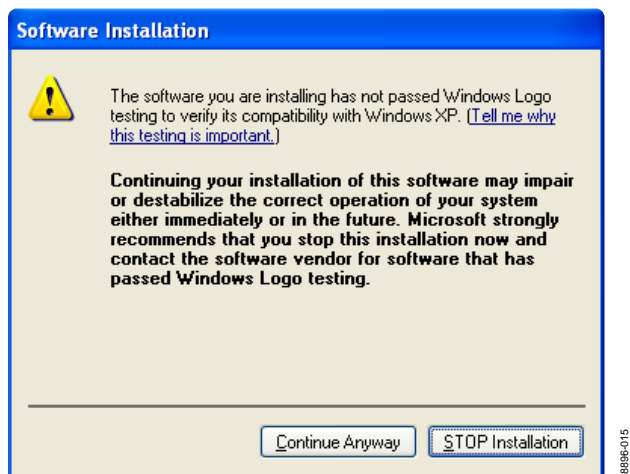 Software Installation
The software you are installing has not passed Windows Logo
testing to verify its compatibility with Windows XP. (Tell me why
this testing is important.)
Continuing your installation of this software may impair
or destabilize the correct operation of your system
either immediately or in the future. Microsoft strongly
recommends that you stop this installation now and
contact the software vendor for software that has
passed Windows Logo testing.
Continue Anyway
STOP Installation
8896-015